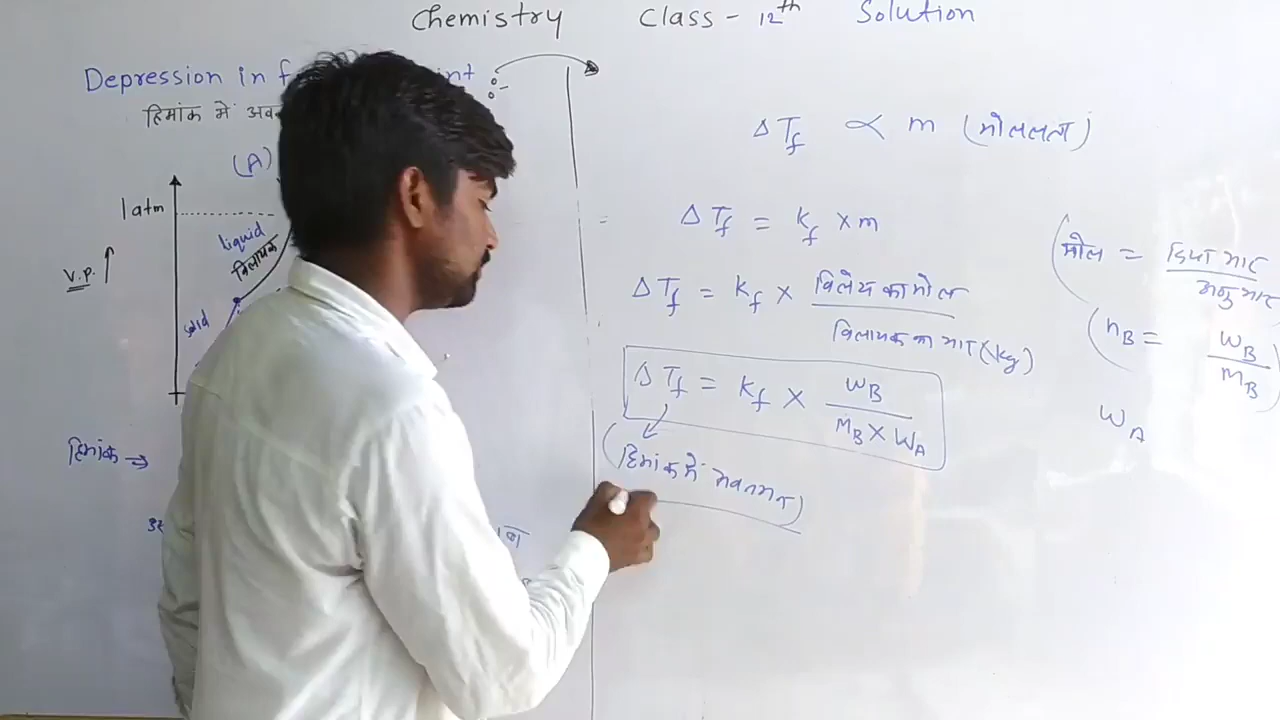 Chemistry Class - 12th Solution
Depression in f int :-
हिमांक में अव
(A)
1 atm
liquid
विलायक
V.P. ↑
solid
हिमांक →
ΔTf ∝ m (मोललता)
ΔTf = Kf × m
ΔTf = Kf × विलेय का मोल / विलायक का भार (Kg)
ΔTf = Kf × WB / MB × WA
(हिमांक में अवनमन)
मोल = दिया भार / अणुभार
(nB = WB / MB)
WA